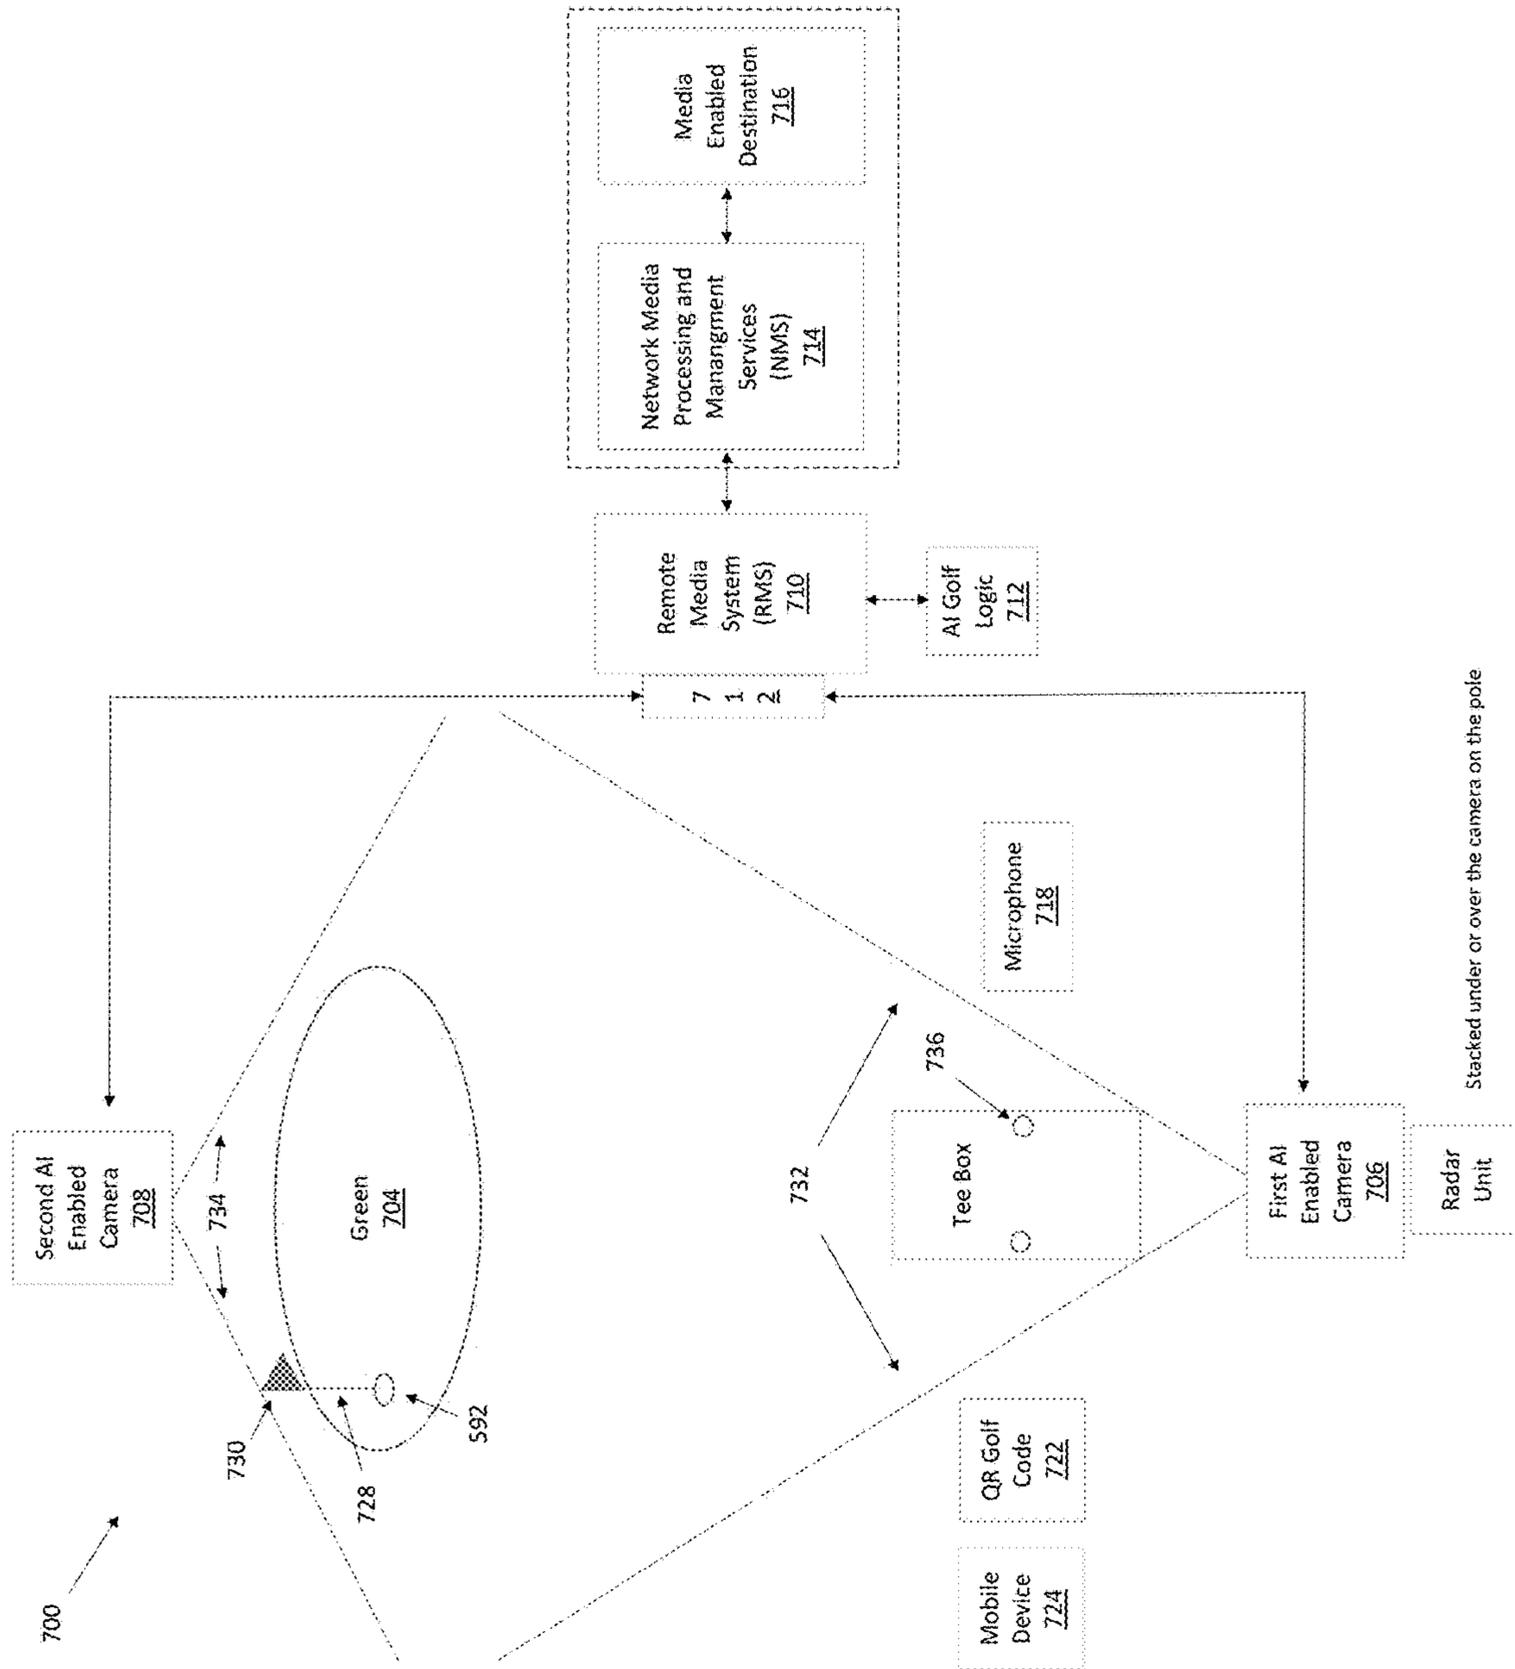 700
Second AI
Enabled
Camera
708
734
730
728
592
Green
704
732
736
Tee Box
Mobile
Device
724
QR Golf
Code
722
Microphone
718
First AI
Enabled
Camera
706
Radar
Unit
Stacked under or over the camera on the pole
7
1
2
Remote
Media
System
(RMS)
710
AI Golf
Logic
712
Network Media
Processing and
Manangment
Services
(NMS)
714
Media
Enabled
Destination
716